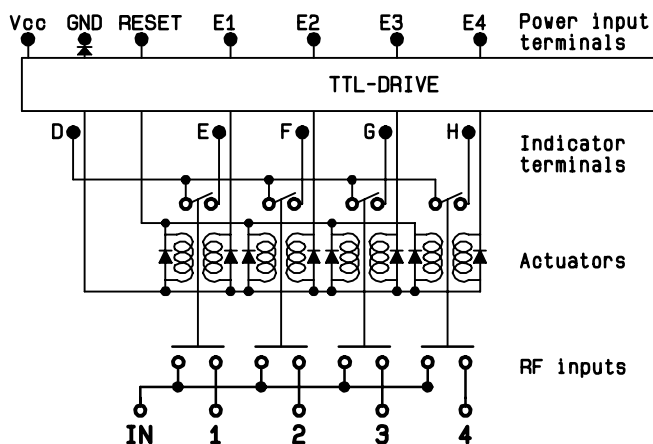 Vcc GND RESET E1 E2 E3 E4 Power input
terminals
TTL-DRIVE
D E F G H Indicator
terminals
Actuators
RF inputs
IN 1 2 3 4